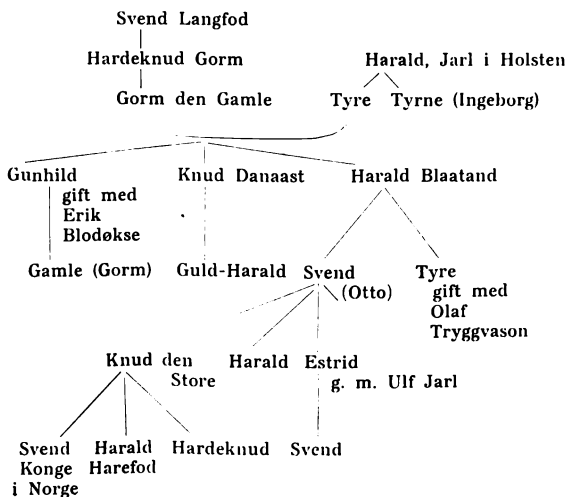 Svend Langfod
Hardeknud Gorm
Harald, Jarl i Holsten
Gorm den Gamle
Tyre Tyrne (Ingeborg)
Gunhild
gift med
Erik
Blodøkse
Knud Danaast
Harald Blaatand
Gamle (Gorm)
Guld-Harald
Svend
(Otto)
Tyre
gift med
Olaf
Tryggvason
Knud den
Store
Harald
Estrid
g. m. Ulf Jarl
Svend
Konge
i Norge
Harald
Harefod
Hardeknud
Svend